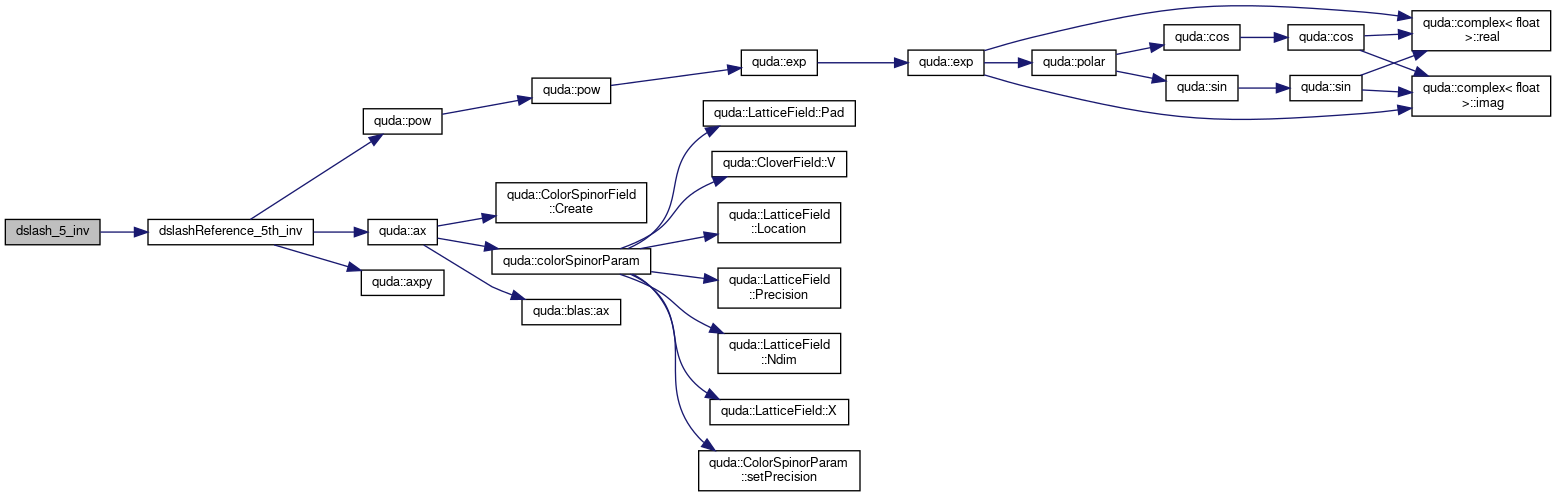 dslash_5_inv
dslashReference_5th_inv
quda::pow
quda::pow
quda::exp
quda::exp
quda::polar
quda::cos
quda::cos
quda::complex< float
>::real
quda::sin
quda::sin
quda::complex< float
>::imag
quda::ax
quda::axpy
quda::ColorSpinorField
::Create
quda::colorSpinorParam
quda::blas::ax
quda::LatticeField::Pad
quda::CloverField::V
quda::LatticeField
::Location
quda::LatticeField
::Precision
quda::LatticeField
::Ndim
quda::LatticeField::X
quda::ColorSpinorParam
::setPrecision